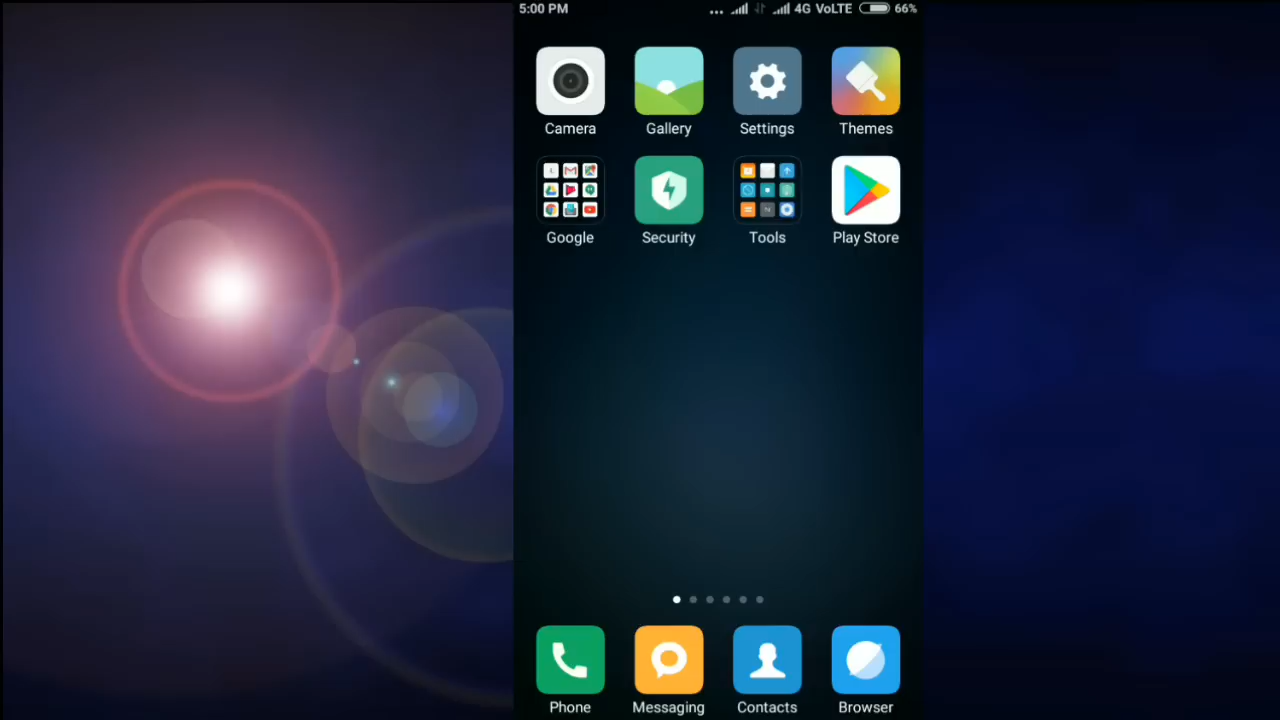 5:00 PM ... 4G VoLTE 66%
Camera Gallery Settings Themes
Google Security Tools Play Store
Phone Messaging Contacts Browser